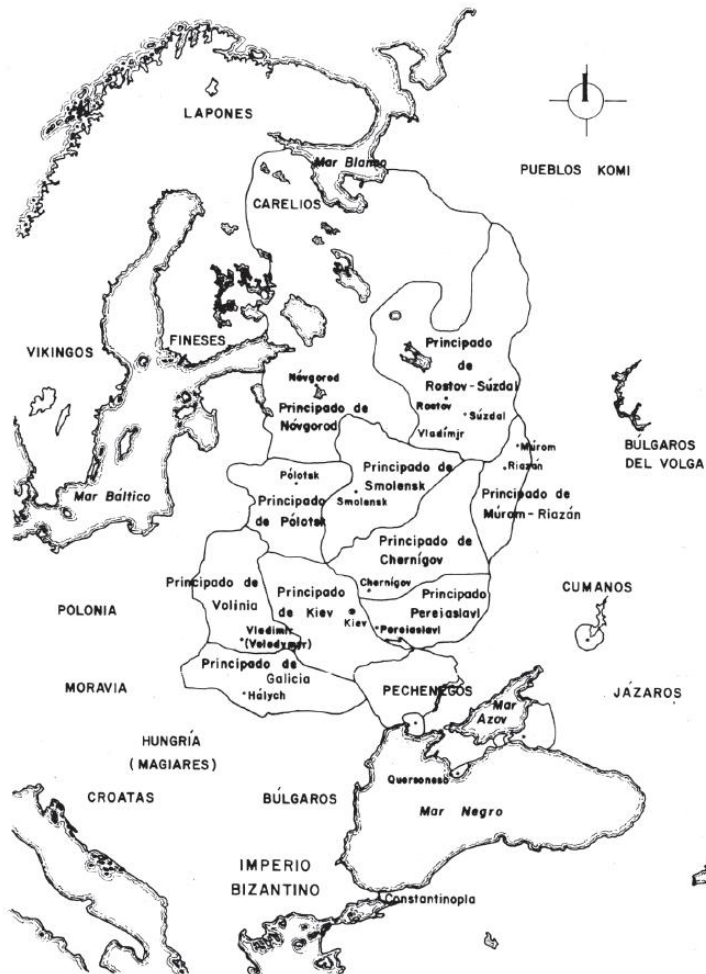 LAPONES
Mar Blanco
PUEBLOS KOMI
CARELIOS
FINESES
VIKINGOS
Principado
de
Rostov-Súzdal
Rostov
Súzdal
Vladímir
Nóvgorod
Principado de
Nóvgorod
Múrom
Riazán
BÚLGAROS
DEL VOLGA
Principado de
Múrom-Riazán
Pólotsk
Principado
de Pólotsk
Principado de
Smolensk
Smolensk
Mar Báltico
Principado de
Chernígov
Chernígov
Principado de
Volinia
Vladímir
(Volodymyr)
Principado
de Kiev
Kiev
Principado
Pereiaslavl
Pereiaslavl
CUMANOS
POLONIA
Principado de
Galicia
Hálych
MORAVIA
PECHENEGOS
JÁZAROS
Mar
Azov
HUNGRÍA
(MAGIARES)
CROATAS
BÚLGAROS
Quersoneso
Mar Negro
IMPERIO
BIZANTINO
Constantinopla